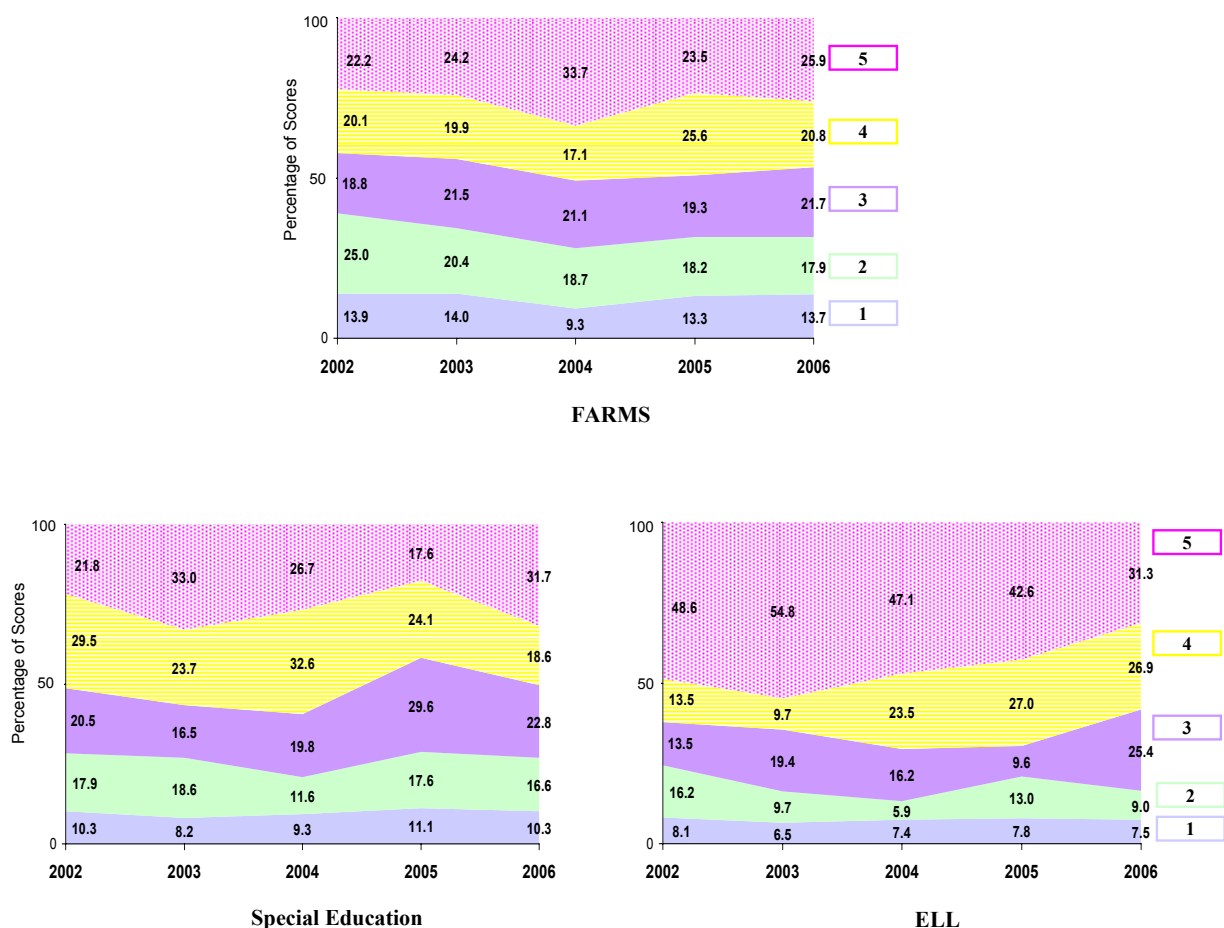 100
22.2 24.2 33.7 23.5 25.9 5
20.1 19.9 17.1 25.6 20.8 4
50
18.8 21.5 21.1 19.3 21.7 3
25.0 20.4 18.7 18.2 17.9 2
13.9 14.0 9.3 13.3 13.7 1
0
2002 2003 2004 2005 2006
Percentage of Scores
FARMS
100
21.8 33.0 26.7 17.6 31.7
29.5 23.7 32.6 24.1 18.6
50
20.5 16.5 19.8 29.6 22.8
17.9 18.6 11.6 17.6 16.6
10.3 8.2 9.3 11.1 10.3
0
2002 2003 2004 2005 2006
Percentage of Scores
Special Education
100
48.6 54.8 47.1 42.6 31.3 5
13.5 9.7 23.5 27.0 26.9 4
50
13.5 19.4 16.2 9.6 25.4 3
16.2 9.7 5.9 13.0 9.0 2
8.1 6.5 7.4 7.8 7.5 1
0
2002 2003 2004 2005 2006
ELL